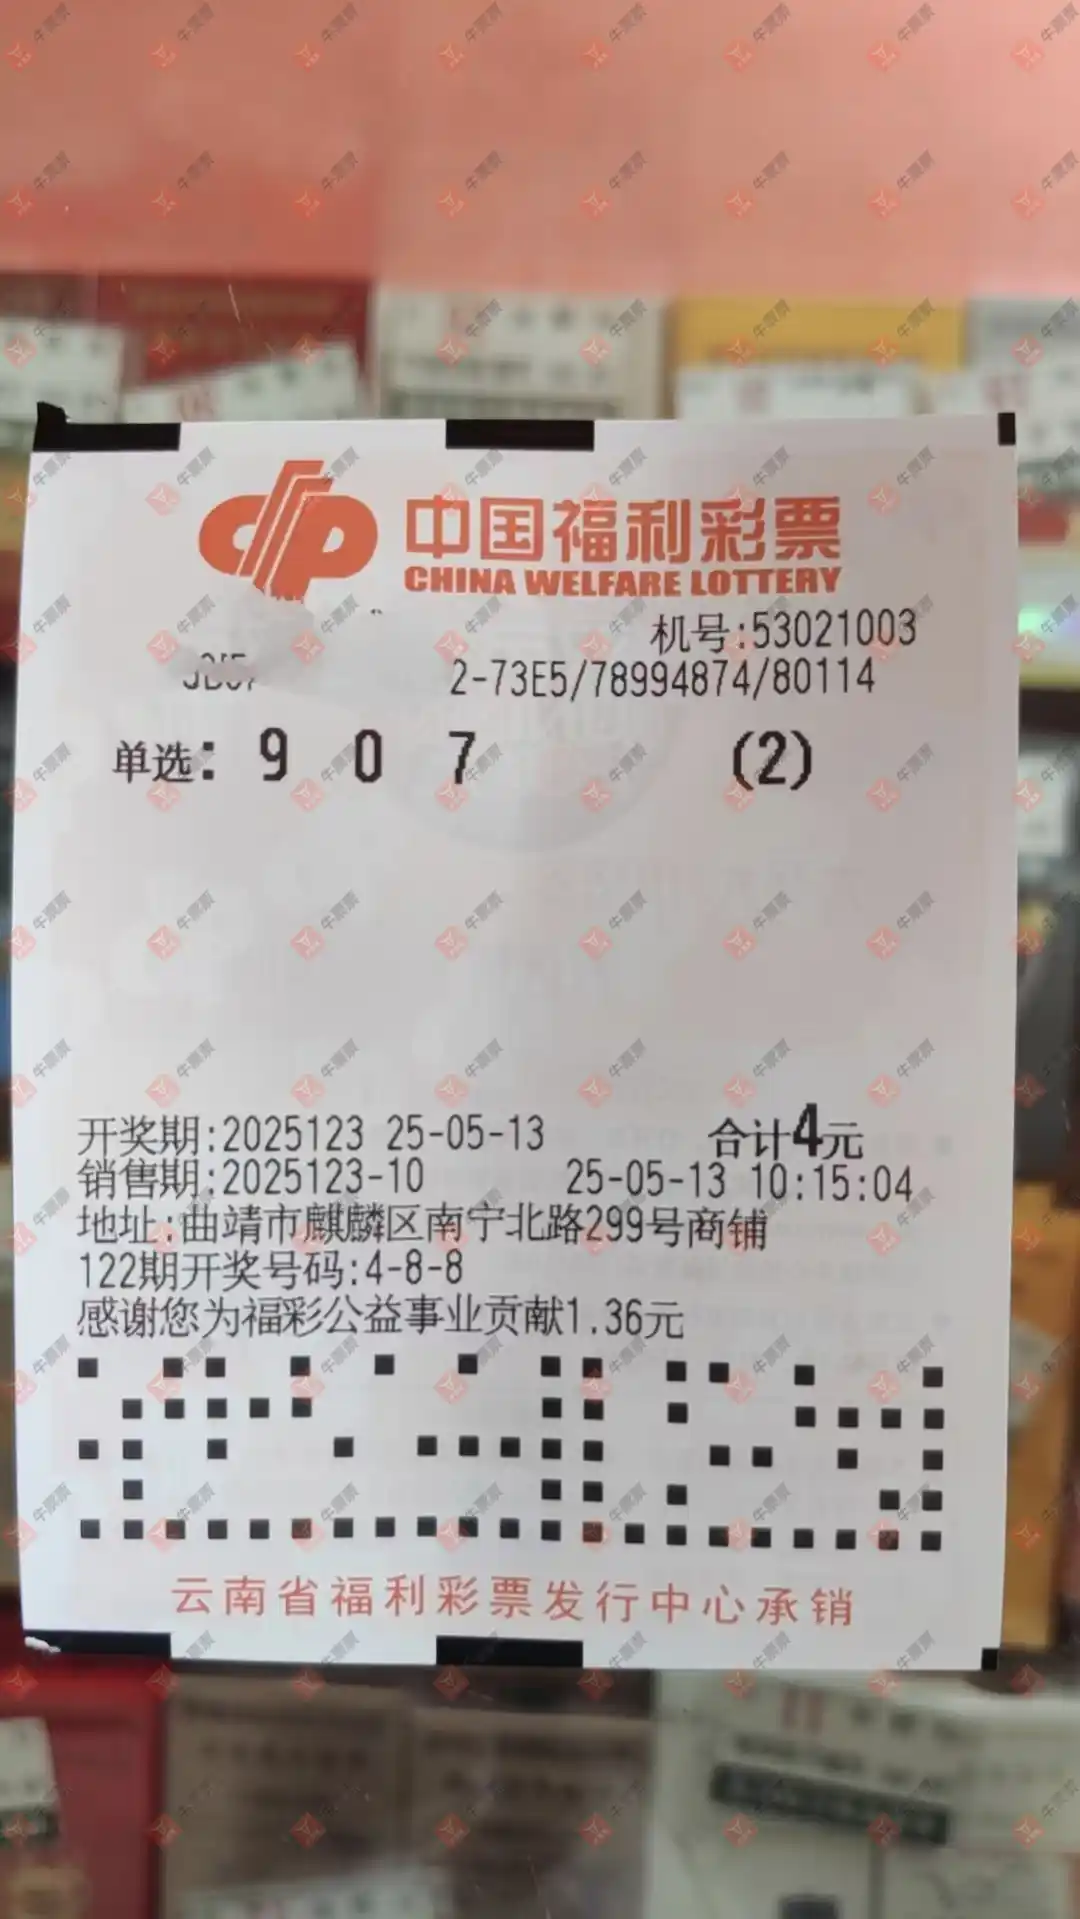 中国福利彩票
CHINA WELFARE LOTTERY
机号:53021003
2-73E5/78994874/80114
单选: 9 0 7 (2)
开奖期:2025123 25-05-13 合计4元
销售期:2025123-10 25-05-13 10:15:04
地址:曲靖市麒麟区南宁北路299号商铺
122期开奖号码:4-8-8
感谢您为福彩公益事业贡献1.36元
云南省福利彩票发行中心承销